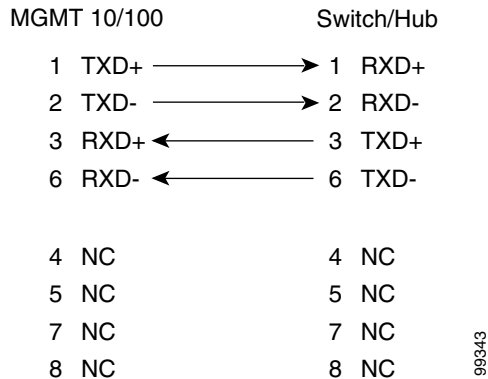 MGMT 10/100 Switch/Hub
1 TXD+ 1 RXD+
2 TXD- 2 RXD-
3 RXD+ 3 TXD+
6 RXD- 6 TXD-
4 NC 4 NC
5 NC 5 NC
7 NC 7 NC
8 NC 8 NC
99343